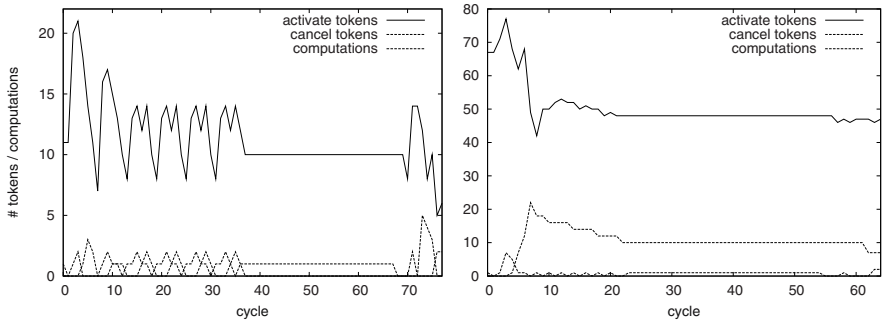 activate tokens
cancel tokens
computations
20
15
10
5
0
# tokens / computations
0 10 20 30 40 50 60 70
cycle
activate tokens
cancel tokens
computations
80
70
60
50
40
30
20
10
0
0 10 20 30 40 50 60
cycle